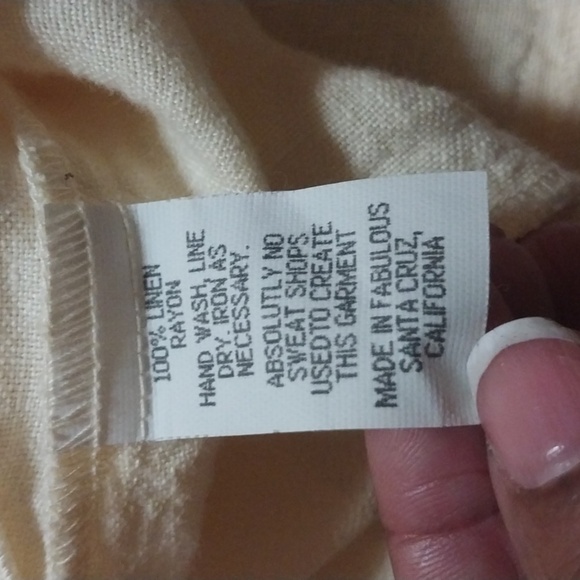 100% LINEN
RAYON
HAND WASH, LINE
DRY, IRON AS
NECESSARY.
ABSOLUTLY NO
SWEAT SHOPS
USEDTO CREATE
THIS GARMENT
MADE IN FABULOUS
SANTA CRUZ,
CALIFORNIA